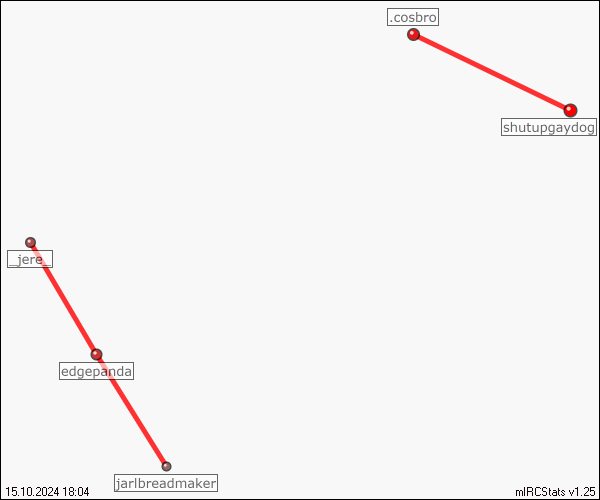 .cosbro
shutupgaydog
_jere_
edgepanda
jarlbreadmaker
15.10.2024 18:04
mIRCStats v1.25